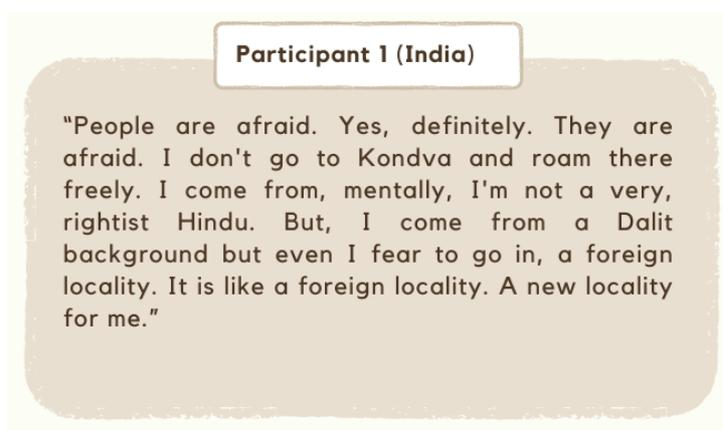 Participant 1 (India)
“People are afraid. Yes, definitely. They are
afraid. I don't go to Kondva and roam there
freely. I come from, mentally, I'm not a very,
rightist Hindu. But, I come from a Dalit
background but even I fear to go in, a foreign
locality. It is like a foreign locality. A new locality
for me.”